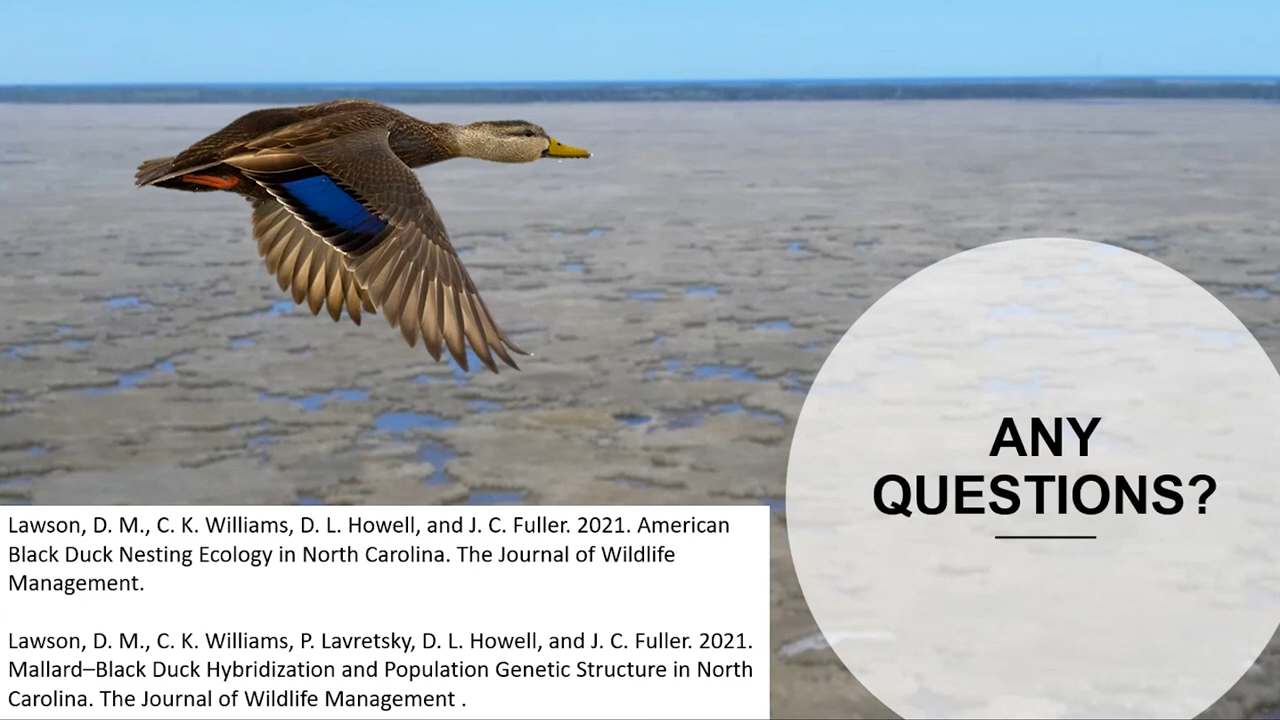 ANY
QUESTIONS?
Lawson, D. M., C. K. Williams, D. L. Howell, and J. C. Fuller. 2021. American
Black Duck Nesting Ecology in North Carolina. The Journal of Wildlife
Management.
Lawson, D. M., C. K. Williams, P. Lavretsky, D. L. Howell, and J. C. Fuller. 2021.
Mallard–Black Duck Hybridization and Population Genetic Structure in North
Carolina. The Journal of Wildlife Management .